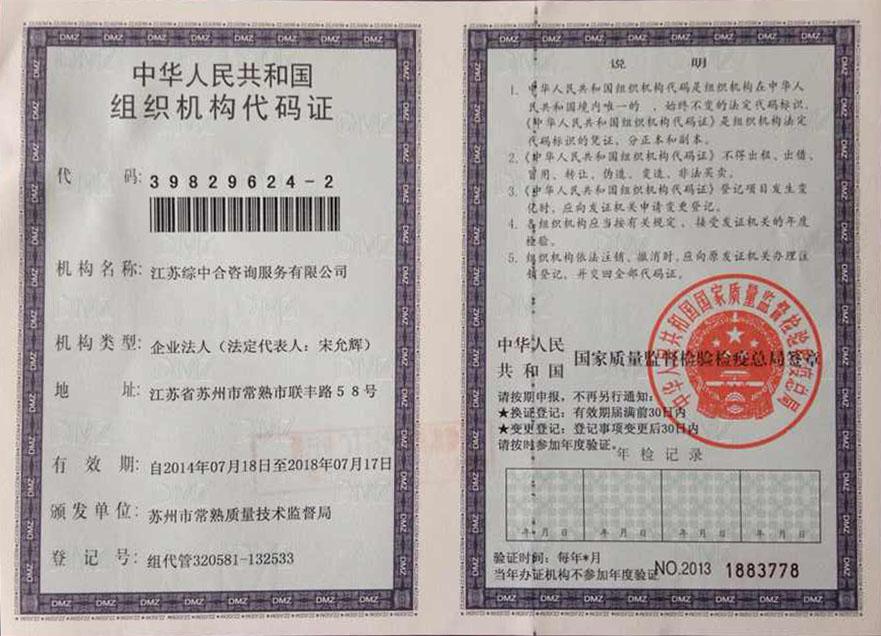 中华人民共和国
组织机构代码证
代 码: 39829624-2
机构名称: 江苏综中合咨询服务有限公司
机构类型: 企业法人（法定代表人：宋允辉）
地 址: 江苏省苏州市常熟市联丰路58号
有 效 期: 自2014年07月18日至2018年07月17日
颁发单位: 苏州市常熟质量技术监督局
登 记 号: 组代管320581-132533
说 明
1. 中华人民共和国组织机构代码是组织机构在中华人
民共和国境内唯一的、始终不变的法定代码标识，
《中华人民共和国组织机构代码证》是组织机构法定
代码标识的凭证，分正本和副本。
2. 《中华人民共和国组织机构代码证》不得出租、出借、
冒用、转让、伪造、变造、非法买卖。
3. 《中华人民共和国组织机构代码证》登记项目发生变
化时，应向发证机关申请变更登记。
4. 各组织机构应当按有关规定，接受发证机关的年度
检验。
5. 组织机构依法注销、撤消时，应向原发证机关办理注
销登记，并交回全部代码证。
中华人民
共 和 国 国家质量监督检验检疫总局签章
中华人民共和国国家质量监督检验检疫总局
请按期申报，不再另行通知：
★换证登记：有效期届满前30日内
★变更登记：登记事项变更后30日内
请按时参加年度验证。
年 检 记 录
年 月 日 年 月 日 年 月 日 年 月 日
验证时间：每年*月
当年办证机构不参加年度验证 NO.2013 1883778